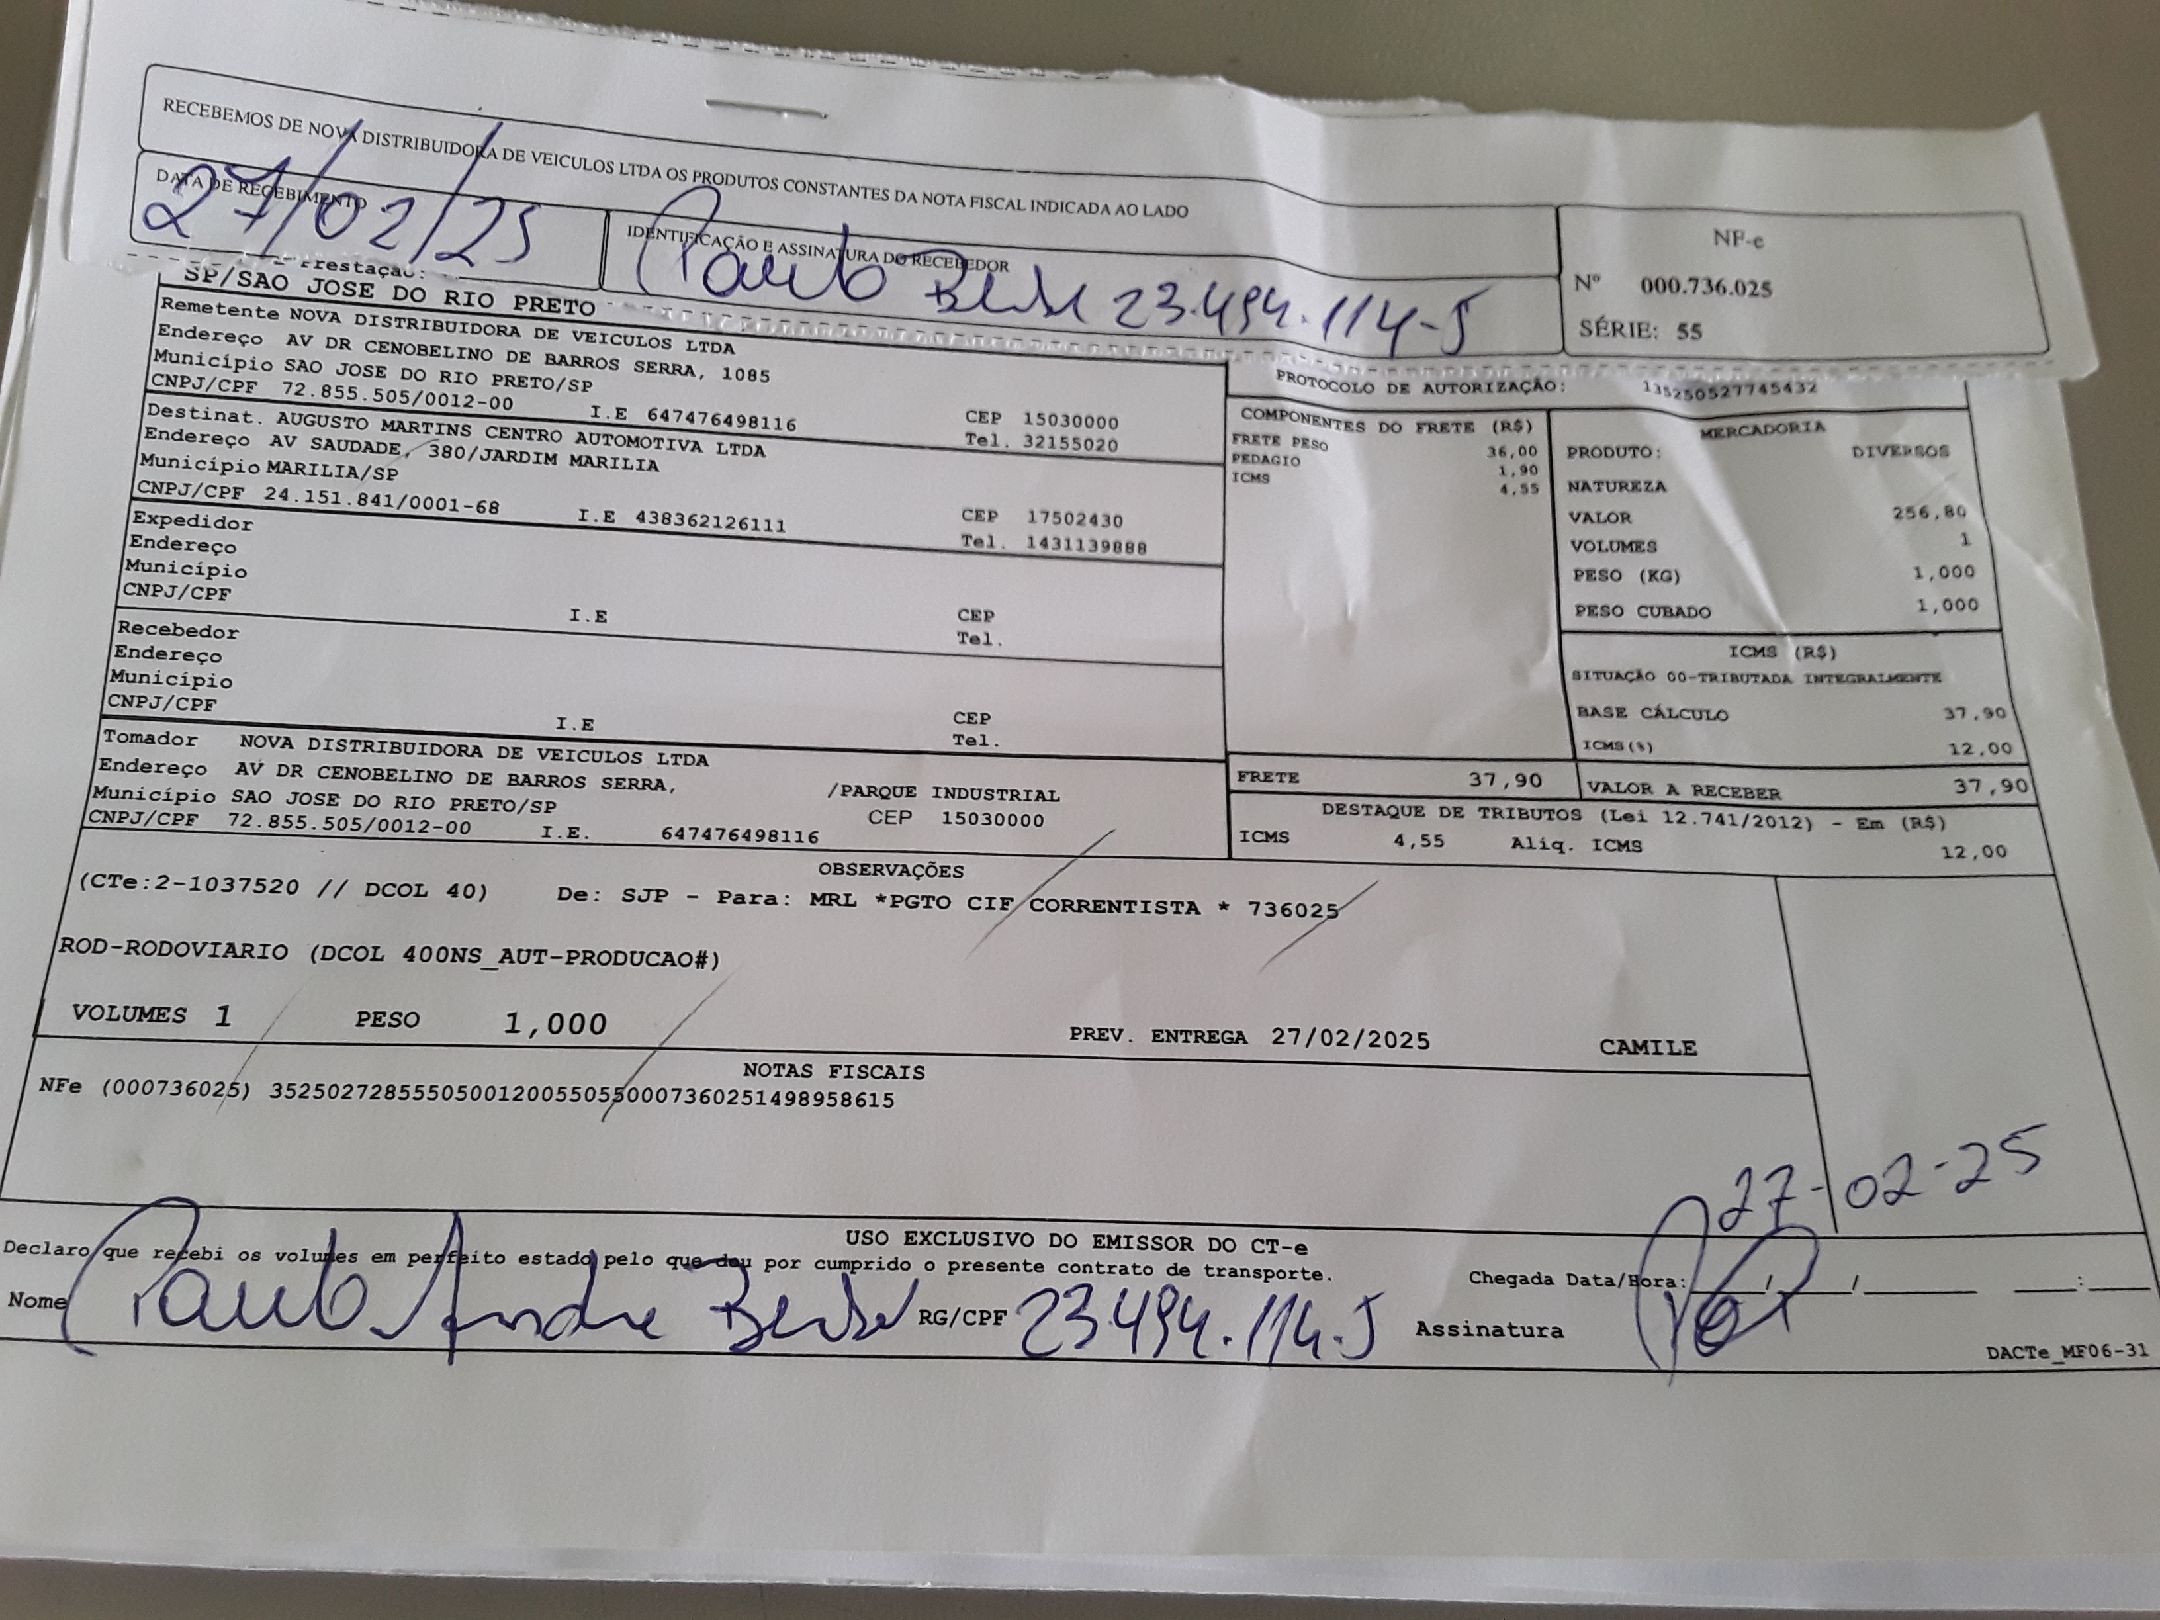 RECEBEMOS DE NOVA DISTRIBUIDORA DE VEICULOS LTDA OS PRODUTOS CONSTANTES DA NOTA FISCAL INDICADA AO LADO
DATA DE RECEBIMENTO
27/02/25
IDENTIFICAÇÃO E ASSINATURA DO RECEBEDOR
Paulo 23.494.114-5
NF-e
Nº 000.736.025
SÉRIE: 55
restação:
SP/SAO JOSE DO RIO PRETO
Remetente NOVA DISTRIBUIDORA DE VEICULOS LTDA
Endereço AV DR CENOBELINO DE BARROS SERRA, 1085
Município SAO JOSE DO RIO PRETO/SP
CNPJ/CPF 72.855.505/0012-00 I.E 647476498116
CEP 15030000
Tel. 32155020
Destinat. AUGUSTO MARTINS CENTRO AUTOMOTIVA LTDA
Endereço AV SAUDADE, 380/JARDIM MARILIA
Município MARILIA/SP
CNPJ/CPF 24.151.841/0001-68 I.E 438362126111
CEP 17502430
Tel. 1431139888
Expedidor
Endereço
Município
CNPJ/CPF I.E
CEP
Tel.
Recebedor
Endereço
Município
CNPJ/CPF I.E
CEP
Tel.
Tomador NOVA DISTRIBUIDORA DE VEICULOS LTDA
Endereço AV DR CENOBELINO DE BARROS SERRA, /PARQUE INDUSTRIAL
Município SAO JOSE DO RIO PRETO/SP CEP 15030000
CNPJ/CPF 72.855.505/0012-00 I.E. 647476498116
PROTOCOLO DE AUTORIZAÇÃO: 135250527745432
COMPONENTES DO FRETE (R$)
FRETE PESO 36,00
PEDAGIO 1,90
ICMS 4,55
MERCADORIA
PRODUTO: DIVERSOS
NATUREZA
VALOR 256,80
VOLUMES 1
PESO (KG) 1,000
PESO CUBADO 1,000
ICMS (R$)
SITUAÇÃO 00-TRIBUTADA INTEGRALMENTE
BASE CÁLCULO 37,90
ICMS(%) 12,00
FRETE 37,90
VALOR A RECEBER 37,90
DESTAQUE DE TRIBUTOS (Lei 12.741/2012) - Em (R$)
ICMS 4,55 Aliq. ICMS 12,00
OBSERVAÇÕES
(CTe:2-1037520 // DCOL 40) De: SJP - Para: MRL *PGTO CIF CORRENTISTA * 736025
ROD-RODOVIARIO (DCOL 400NS_AUT-PRODUCAO#)
VOLUMES 1 PESO 1,000 PREV. ENTREGA 27/02/2025 CAMILE
NOTAS FISCAIS
NFe (000736025) 35250272855505001200550550007360251498958615
27-02-25
USO EXCLUSIVO DO EMISSOR DO CT-e
Declaro que recebi os volumes em perfeito estado pelo que dou por cumprido o presente contrato de transporte.
Chegada Data/Hora: __/__/__ __:__
Nome Paulo Andre RG/CPF 23.494.114-5 Assinatura
DACTe_MF06-31